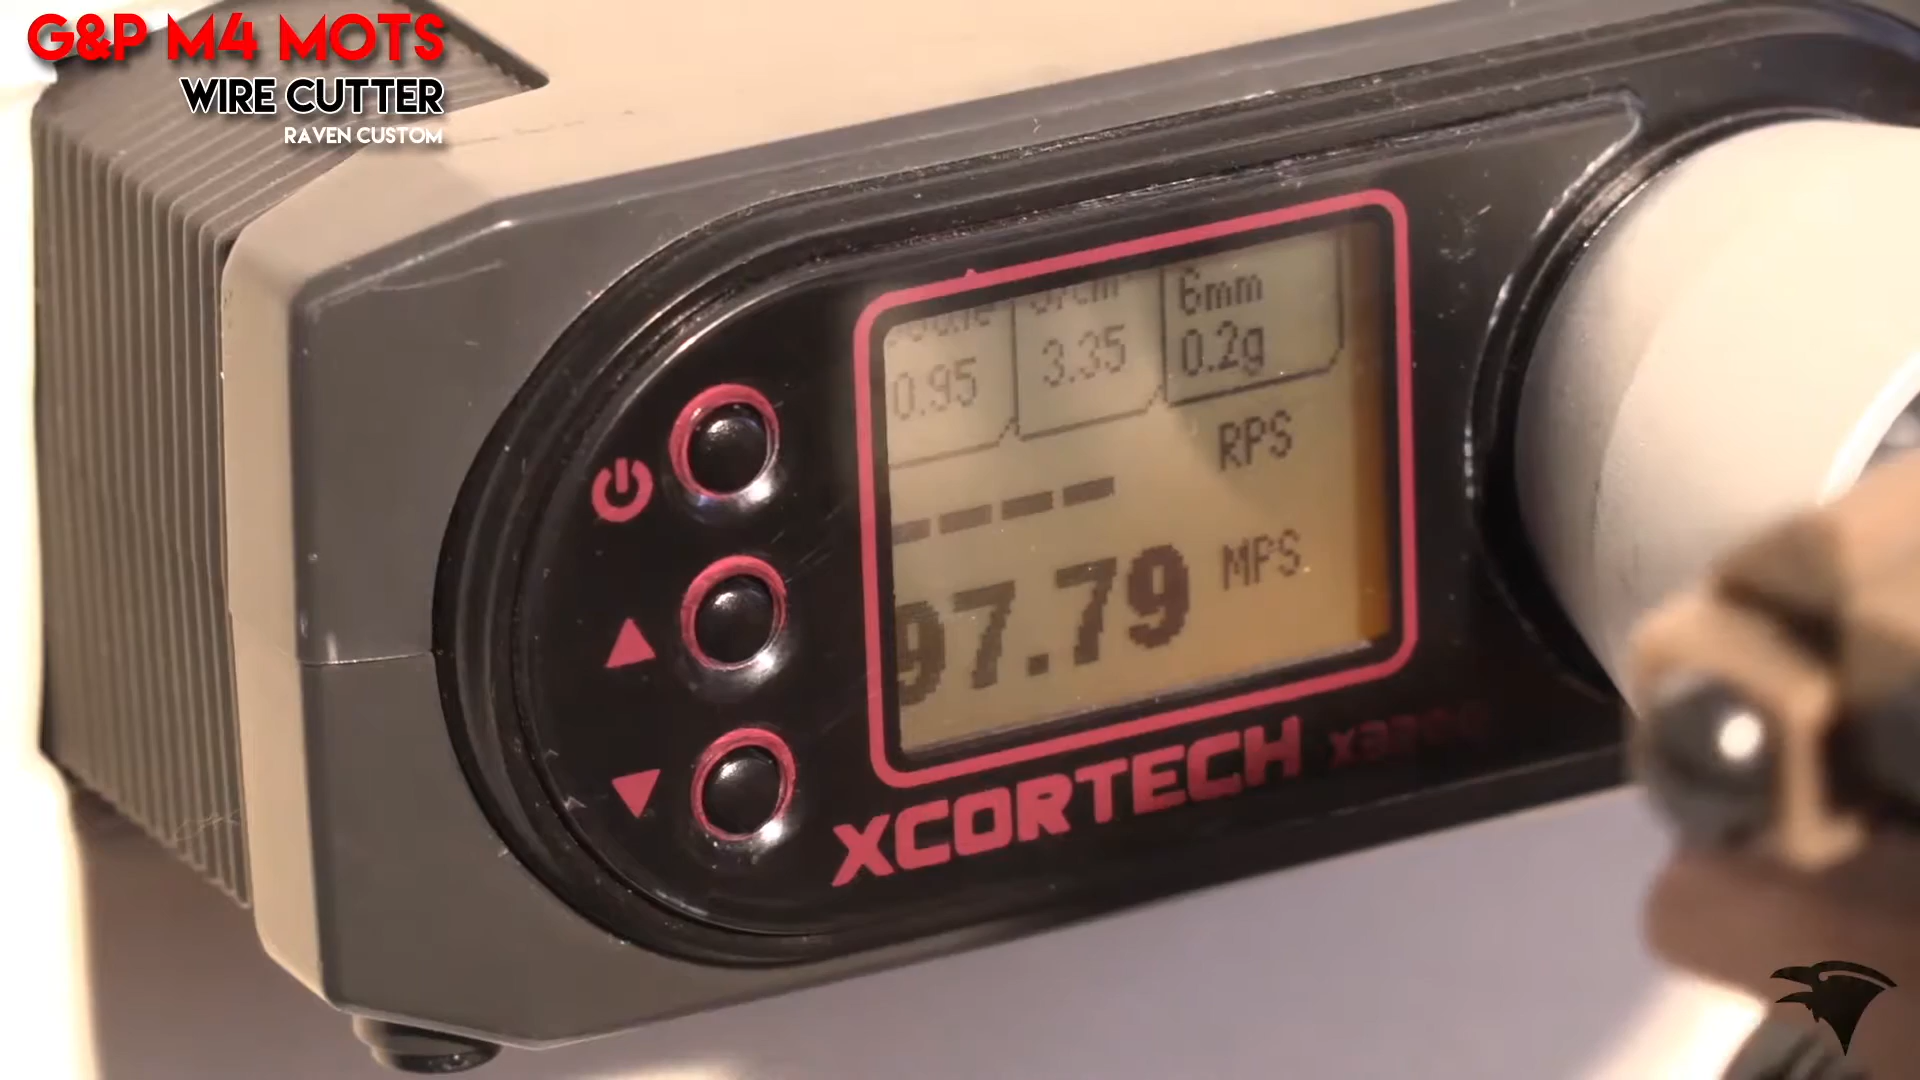 G&P M4 MOTS
WIRE CUTTER
RAVEN CUSTOM
6mm
0.95
3.35
0.2g
RPS
----
97.79
MPS
XCORTECH